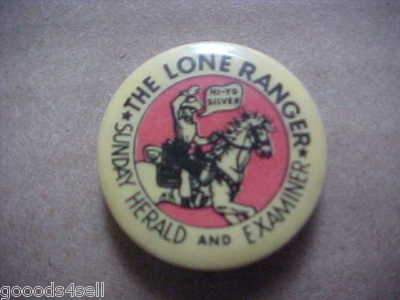 ★THE LONE RANGER★
HI-YO
SILVER
SUNDAY HERALD AND EXAMINER
gooods4sell